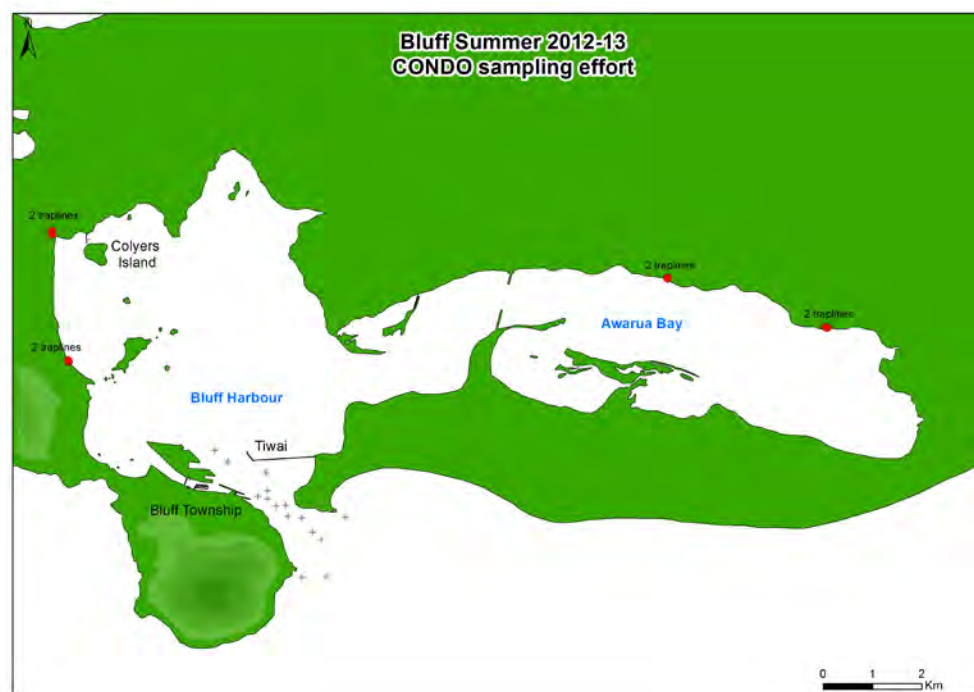 Bluff Summer 2012-13
CONDO sampling effort
N
2 traplines
Colyers
Island
2 traplines
2 traplines
Awarua Bay
2 traplines
Bluff Harbour
Tiwai
Bluff Township
0 1 2
Km